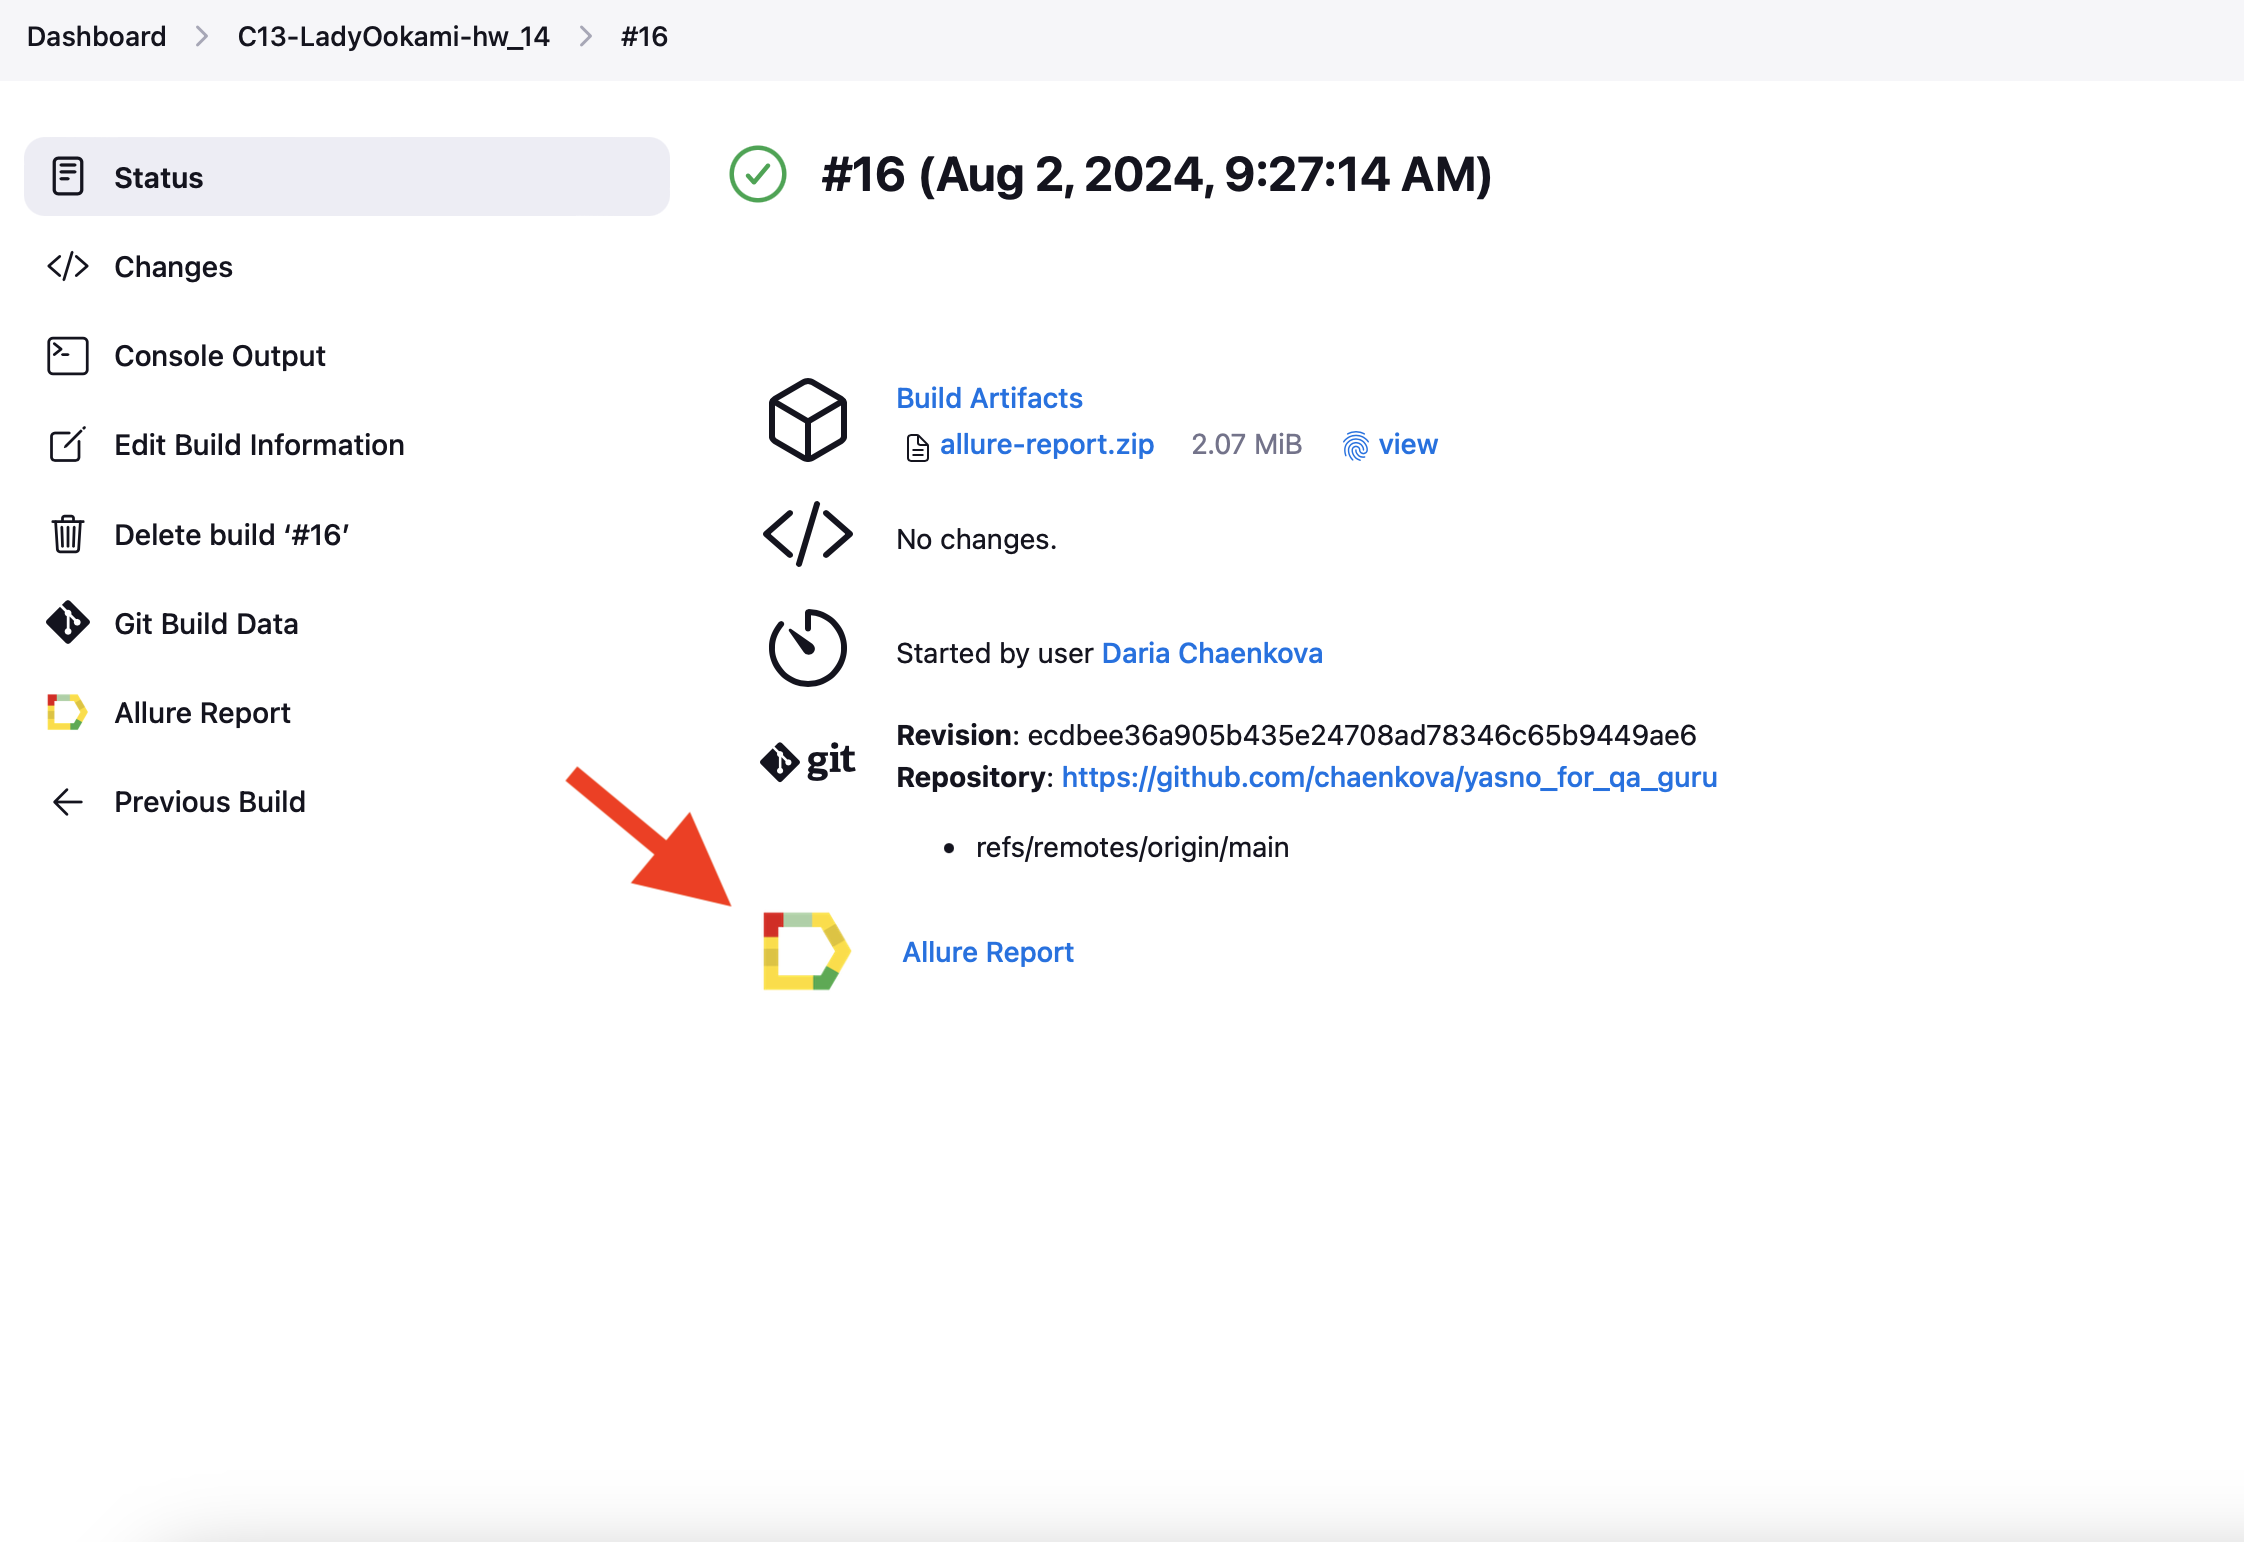 Dashboard > C13-LadyOokami-hw_14 > #16
Status
Changes
Console Output
Edit Build Information
Delete build ‘#16’
Git Build Data
Allure Report
Previous Build
#16 (Aug 2, 2024, 9:27:14 AM)
Build Artifacts
allure-report.zip 2.07 MiB view
No changes.
Started by user Daria Chaenkova
git
Revision: ecdbee36a905b435e24708ad78346c65b9449ae6
Repository: https://github.com/chaenkova/yasno_for_qa_guru
• refs/remotes/origin/main
Allure Report